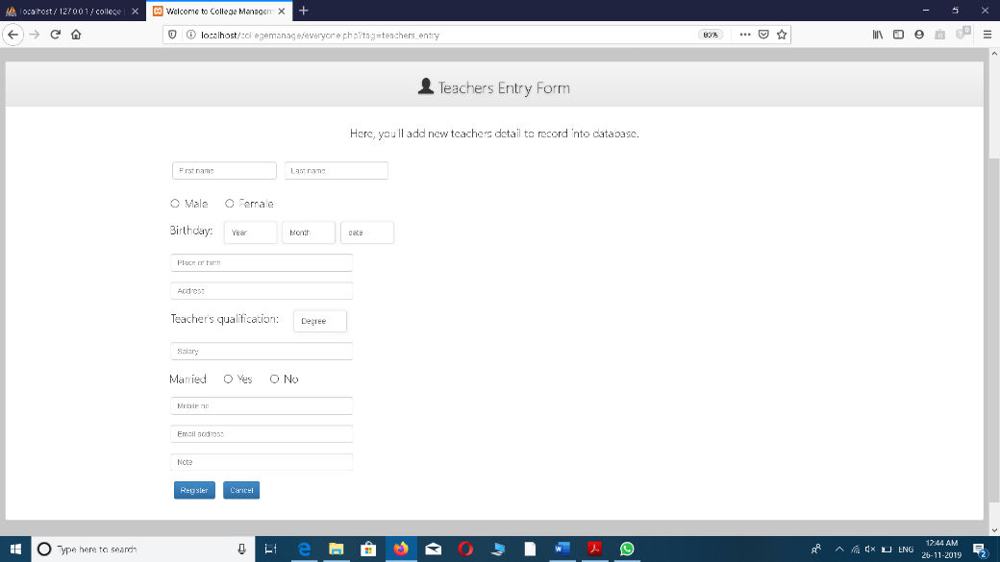 localhost / 127.0.0.1 / college
Welcome to College Managem
localhost/collegemanage/everyone.php?tag=teachers_entry
80%
Teachers Entry Form
Here, you'll add new teachers detail to record into database.
First name Last name
Male Female
Birthday: Year Month date
Place of birth
Address
Teacher's qualification: Degree
Salary
Married Yes No
Mobile no
Email address
Note
Register Cancel
Type here to search
ENG
12:44 AM
26-11-2019
2